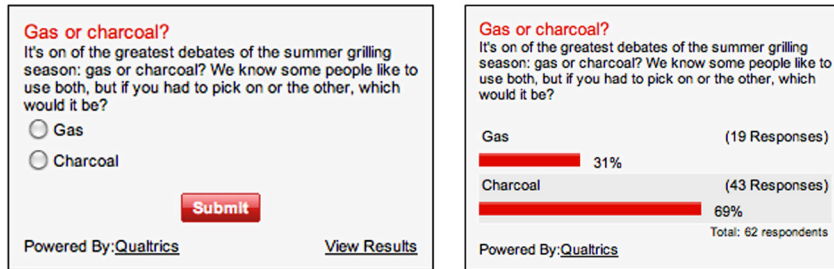 Gas or charcoal?
It's on of the greatest debates of the summer grilling
season: gas or charcoal? We know some people like to
use both, but if you had to pick on or the other, which
would it be?
Gas
Charcoal
Submit
Powered By:Qualtrics View Results
Gas or charcoal?
It's on of the greatest debates of the summer grilling
season: gas or charcoal? We know some people like to
use both, but if you had to pick on or the other, which
would it be?
Gas (19 Responses)
31%
Charcoal (43 Responses)
69%
Total: 62 respondents
Powered By:Qualtrics